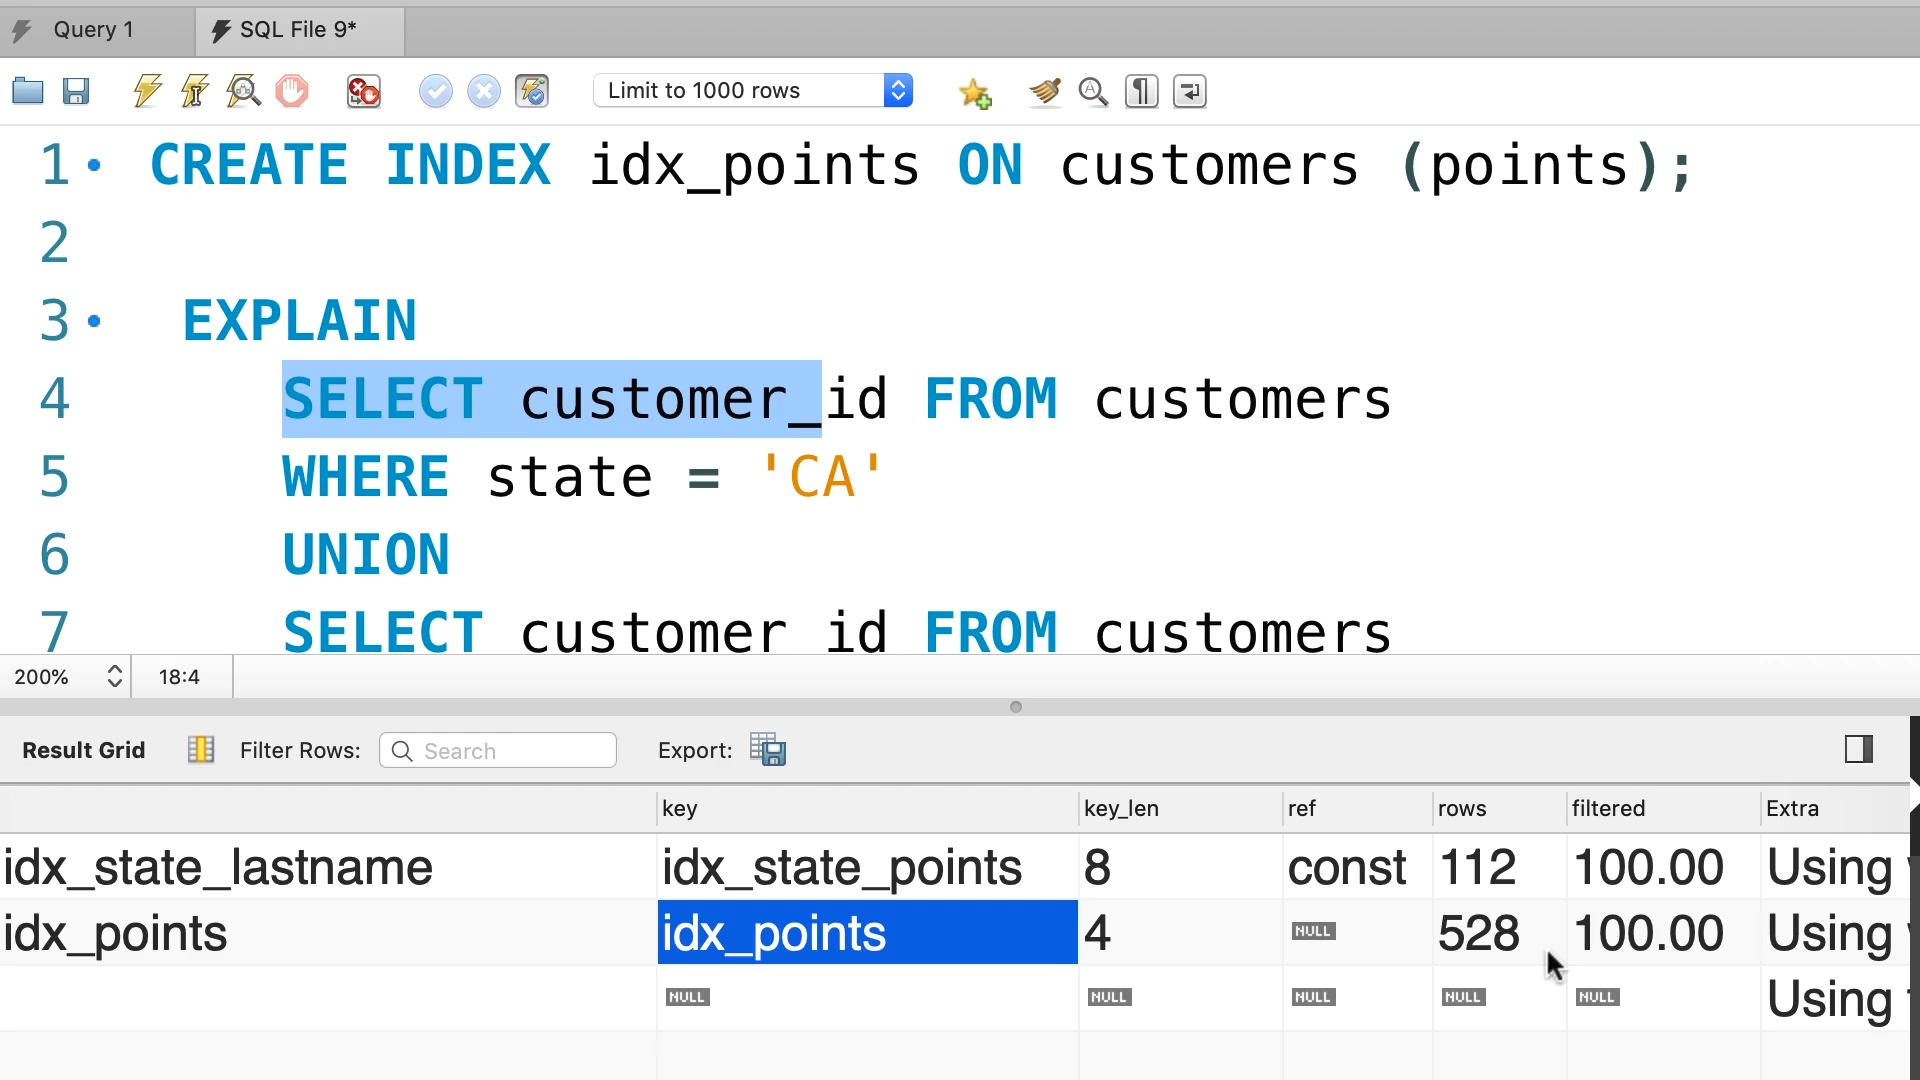 Query 1
SQL File 9*
Limit to 1000 rows
1 CREATE INDEX idx_points ON customers (points);
2
3 EXPLAIN
4 SELECT customer_id FROM customers
5 WHERE state = 'CA'
6 UNION
7 SELECT customer_id FROM customers
200% 18:4
Result Grid Filter Rows: Search Export:
key key_len ref rows filtered Extra
idx_state_lastname idx_state_points 8 const 112 100.00 Using
idx_points idx_points 4 NULL 528 100.00 Using
NULL NULL NULL NULL NULL Using